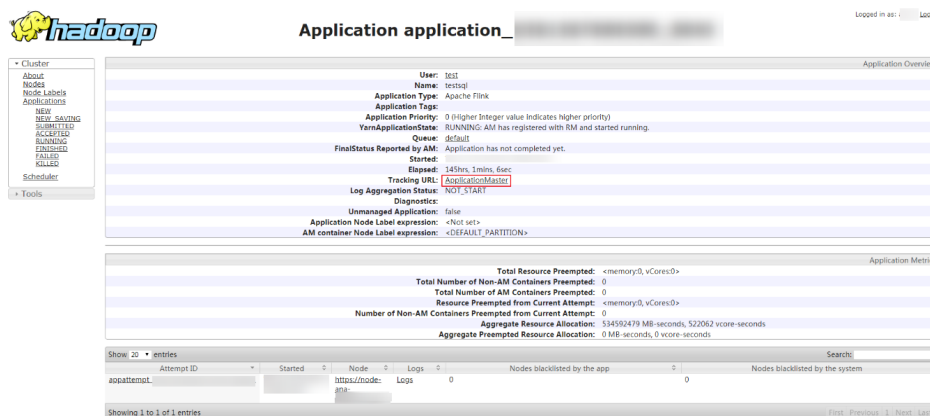 Logged in as:
hadoop
Application application_
Cluster
About
Nodes
Node Labels
Applications
NEW
NEW_SAVING
SUBMITTED
ACCEPTED
RUNNING
FINISHED
FAILED
KILLED
Scheduler
Tools
Application Overvie
User: test
Name: testsql
Application Type: Apache Flink
Application Tags:
Application Priority: 0 (Higher Integer value indicates higher priority)
YarnApplicationState: RUNNING: AM has registered with RM and started running.
Queue: default
FinalStatus Reported by AM: Application has not completed yet.
Started:
Elapsed: 145hrs, 1mins, 6sec
Tracking URL: ApplicationMaster
Log Aggregation Status: NOT_START
Diagnostics:
Unmanaged Application: false
Application Node Label expression: <Not set>
AM container Node Label expression: <DEFAULT_PARTITION>
Application Metri
Total Resource Preempted: <memory:0, vCores:0>
Total Number of Non-AM Containers Preempted: 0
Total Number of AM Containers Preempted: 0
Resource Preempted from Current Attempt: <memory:0, vCores:0>
Number of Non-AM Containers Preempted from Current Attempt: 0
Aggregate Resource Allocation: 534592479 MB-seconds, 522062 vcore-seconds
Aggregate Preempted Resource Allocation: 0 MB-seconds, 0 vcore-seconds
Show 20 entries Search:
Attempt ID Started Node Logs Nodes blacklisted by the app Nodes blacklisted by the system
appattempt_ https://node- Logs 0 0
ana-
Showing 1 to 1 of 1 entries First Previous 1 Next Las